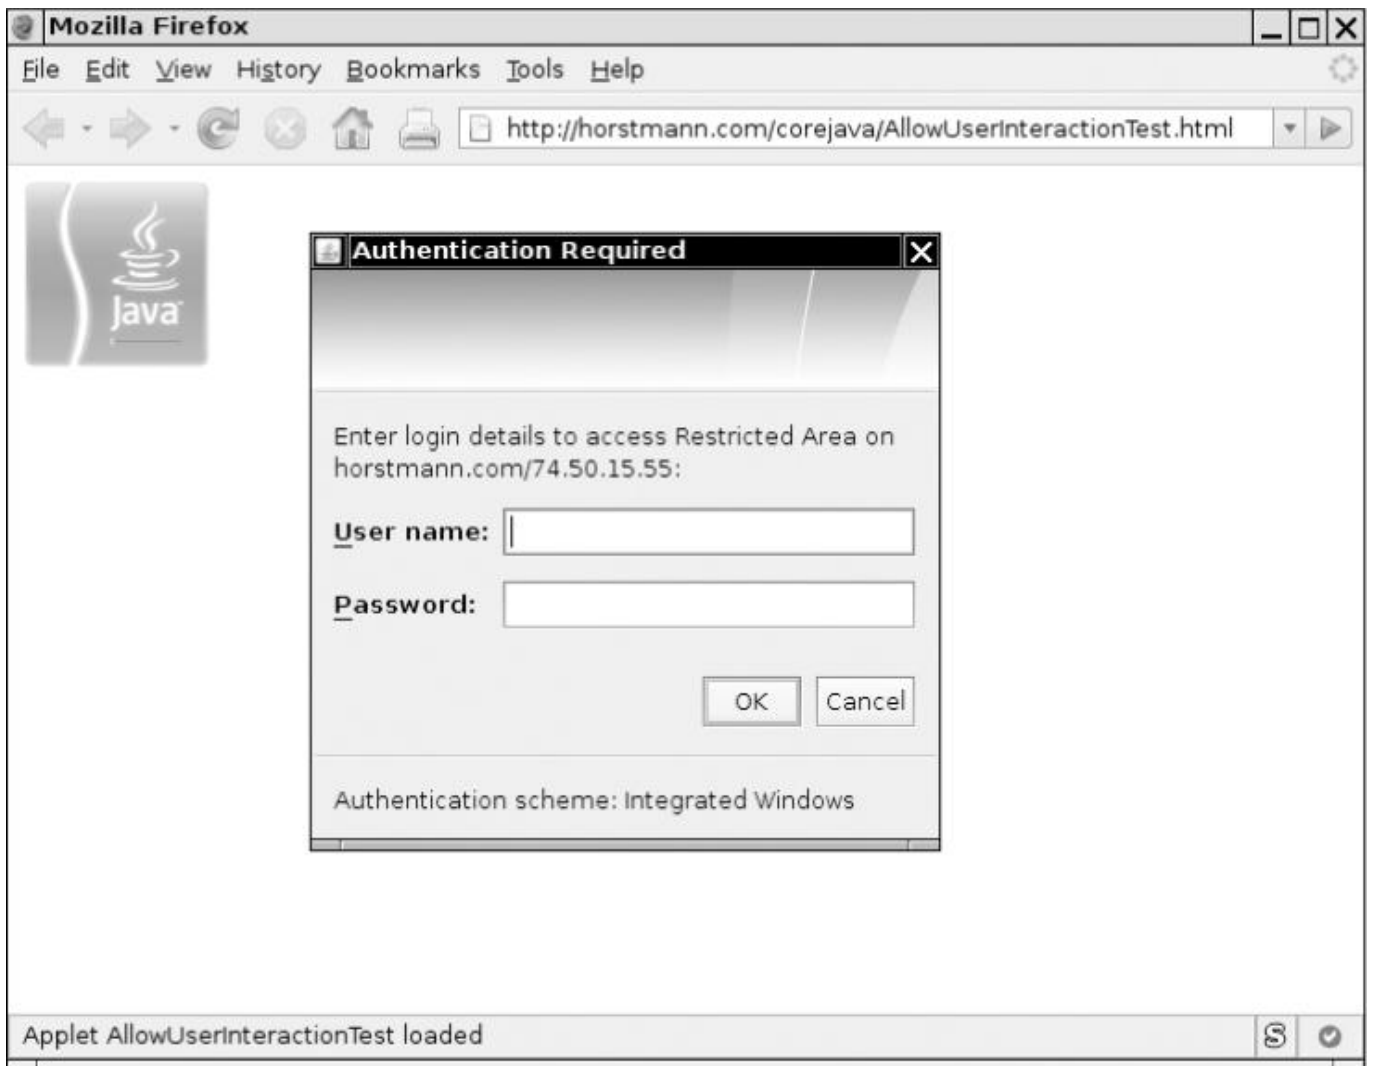 Mozilla Firefox
File Edit View History Bookmarks Tools Help
http://horstmann.com/corejava/AllowUserInteractionTest.html
Java
Authentication Required
Enter login details to access Restricted Area on
horstmann.com/74.50.15.55:
User name:
Password:
OK Cancel
Authentication scheme: Integrated Windows
Applet AllowUserInteractionTest loaded
S